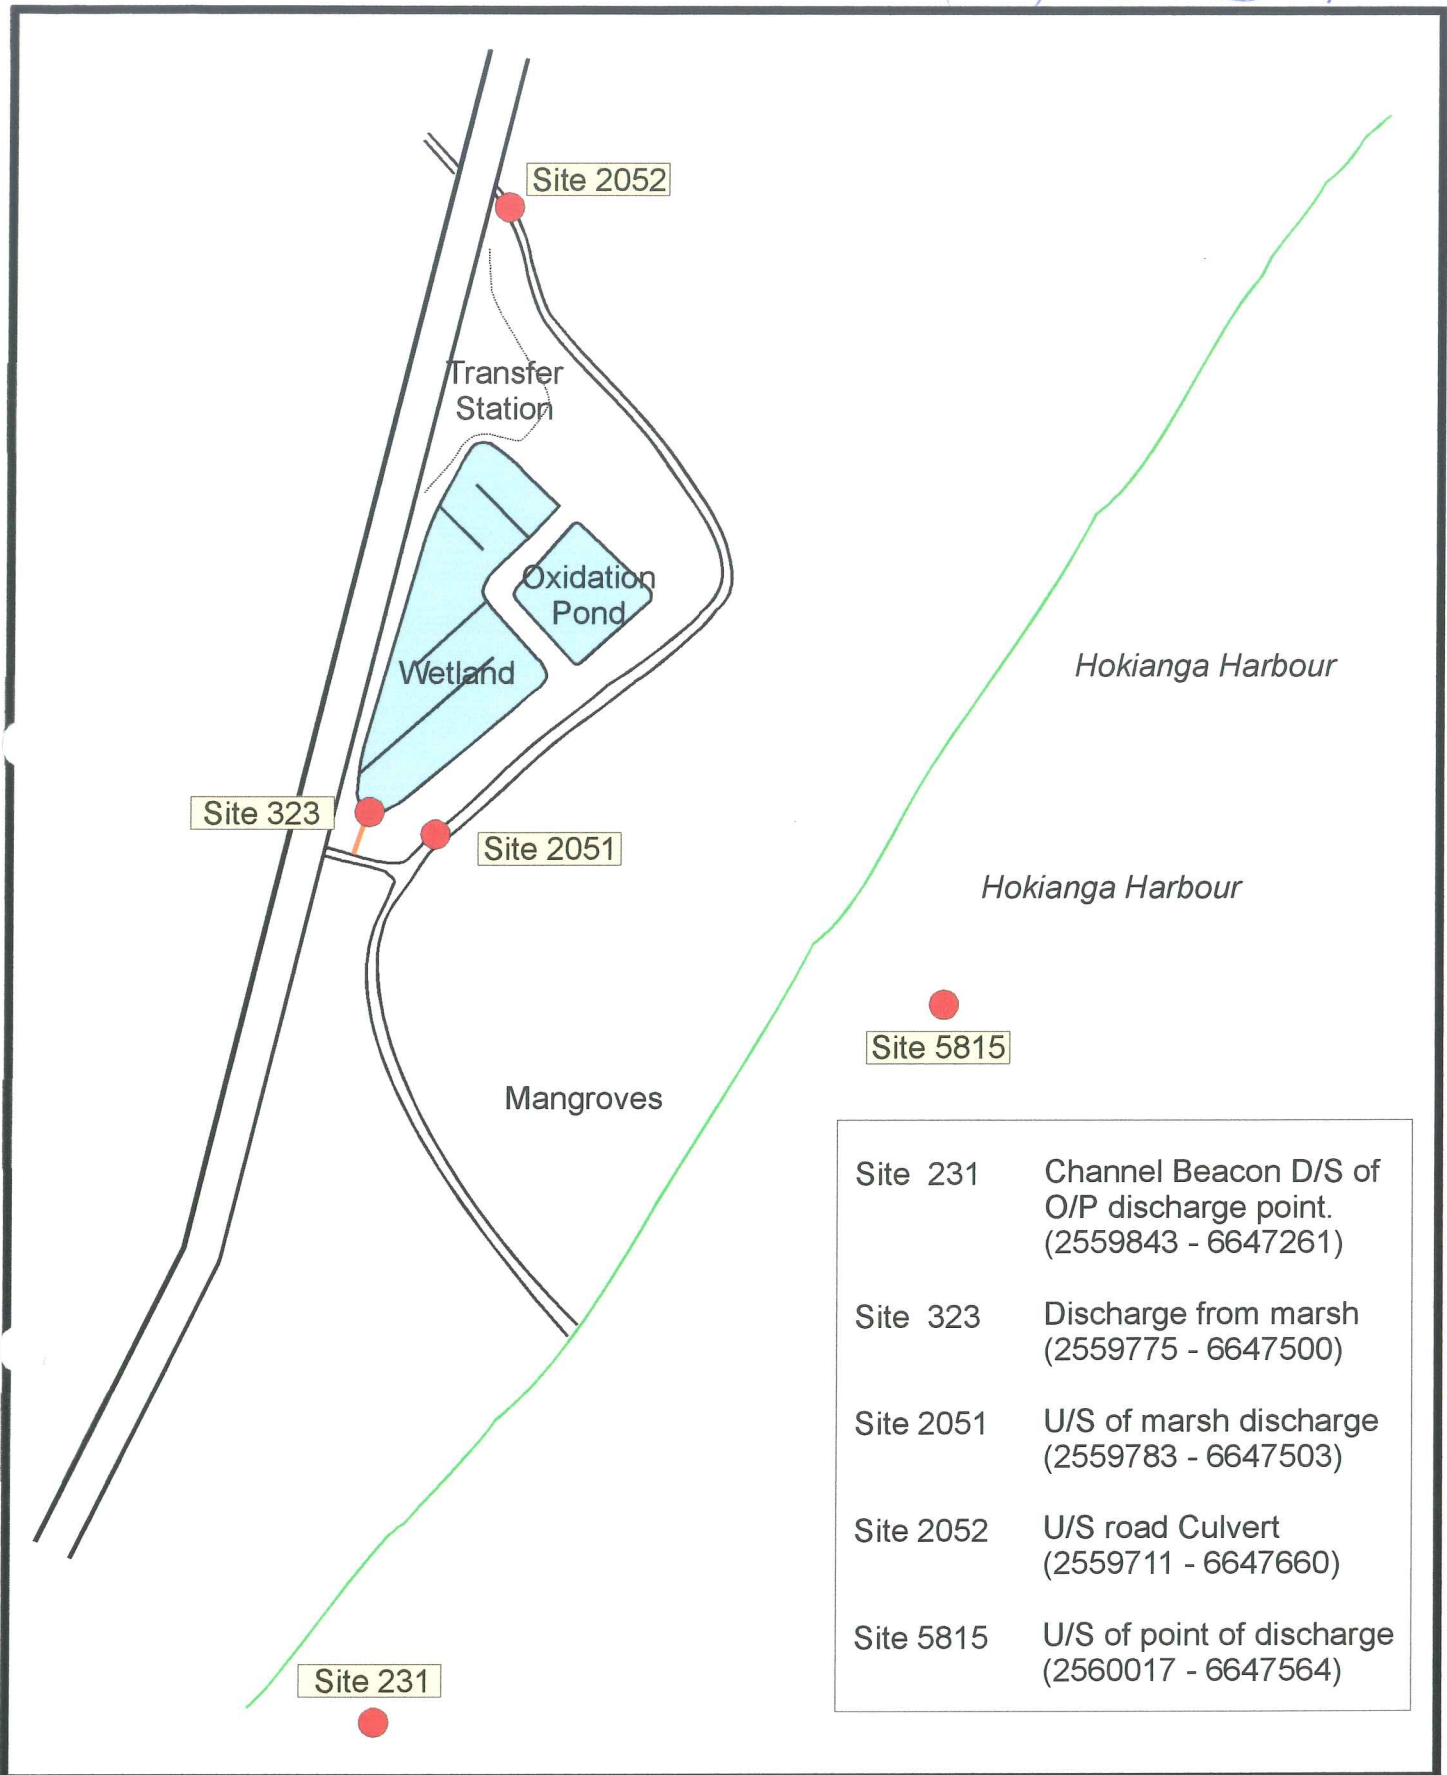 Site 2052
Transfer
Station
Oxidation
Pond
Wetland
Hokianga Harbour
Site 323
Site 2051
Hokianga Harbour
Site 5815
Mangroves
Site 231 Channel Beacon D/S of
O/P discharge point.
(2559843 - 6647261)
Site 323 Discharge from marsh
(2559775 - 6647500)
Site 2051 U/S of marsh discharge
(2559783 - 6647503)
Site 2052 U/S road Culvert
(2559711 - 6647660)
Site 5815 U/S of point of discharge
(2560017 - 6647564)
Site 231